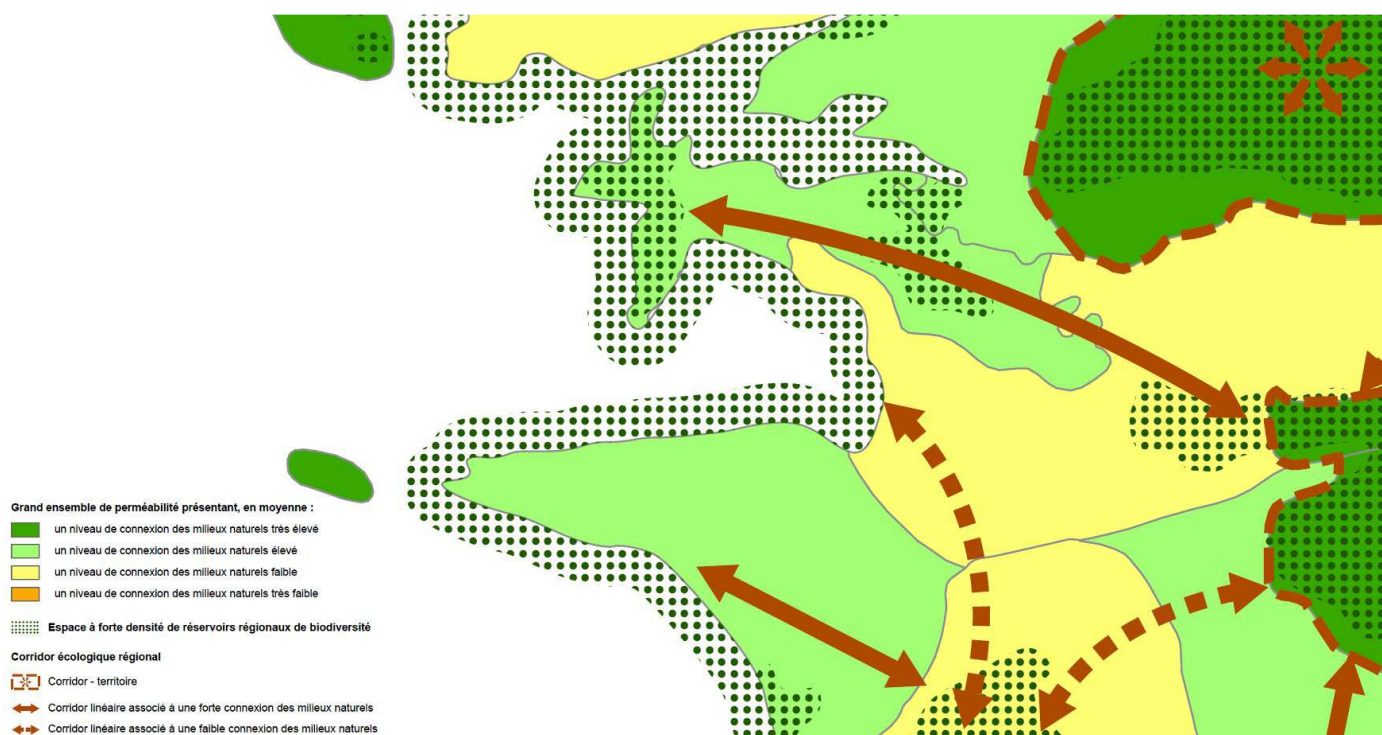 Grand ensemble de perméabilité présentant, en moyenne :
un niveau de connexion des milieux naturels très élevé
un niveau de connexion des milieux naturels élevé
un niveau de connexion des milieux naturels faible
un niveau de connexion des milieux naturels très faible
Espace à forte densité de réservoirs régionaux de biodiversité
Corridor écologique régional
Corridor - territoire
Corridor linéaire associé à une forte connexion des milieux naturels
Corridor linéaire associé à une faible connexion des milieux naturels